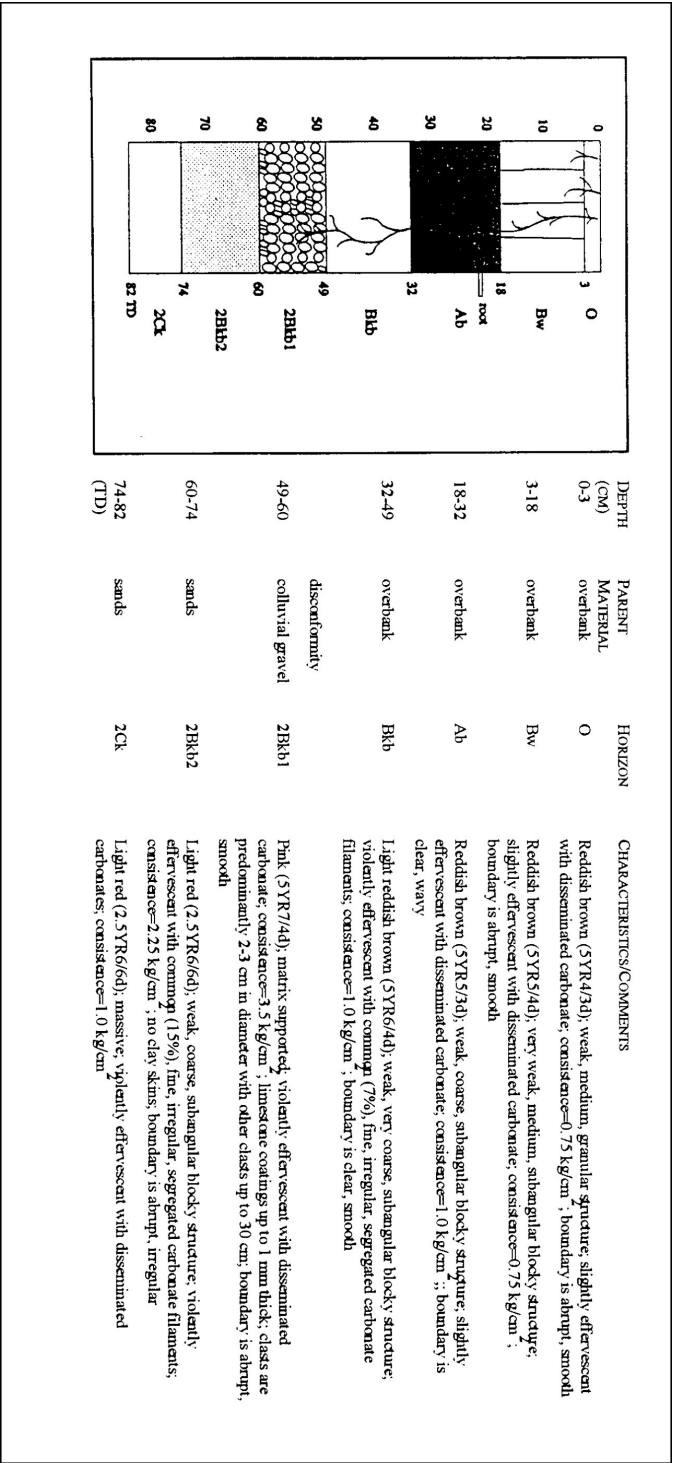 0
10
20
30
40
50
60
70
80
3
18
32
49
60
74
82 TD
O
Bw
root
Ab
Bkb
2Bkb1
2Bkb2
2Ck
DEPTH (CM) PARENT MATERIAL HORIZON CHARACTERISTICS/COMMENTS
0-3 overbank O Reddish brown (5YR4/3d); weak, medium, granular structure; slightly effervescent
with disseminated carbonate; consistence=0.75 kg/cm²; boundary is abrupt, smooth
3-18 overbank Bw Reddish brown (5YR5/4d), very weak, medium, subangular blocky structure;
slightly effervescent with disseminated carbonate; consistence=0.75 kg/cm²;
boundary is abrupt, smooth
18-32 overbank Ab Reddish brown (5YR5/3d); weak, coarse, subangular blocky structure; slightly
effervescent with disseminated carbonate; consistence=1.0 kg/cm²;; boundary is
clear, wavy
32-49 overbank Bkb Light reddish brown (5YR6/4d); weak, very coarse, subangular blocky structure;
violently effervescent with common (7%), fine, irregular, segregated carbonate
filaments; consistence=1.0 kg/cm²; boundary is clear, smooth
disconformity
49-60 colluvial gravel 2Bkb1 Pink (5YR7/4d); matrix supported; violently effervescent with disseminated
carbonate; consistence=3.5 kg/cm²; limestone coatings up to 1 mm thick; clasts are
predominantly 2-3 cm in diameter with other clasts up to 30 cm; boundary is abrupt,
smooth
60-74 sands 2Bkb2 Light red (2.5YR6/6d); weak, coarse, subangular blocky structure; violently
effervescent with common (15%), fine, irregular, segregated carbonate filaments;
consistence=2.25 kg/cm²; no clay skins; boundary is abrupt, irregular
74-82 (TD) sands 2Ck Light red (2.5YR6/6d); massive; violently effervescent with disseminated
carbonates; consistence=1.0 kg/cm²